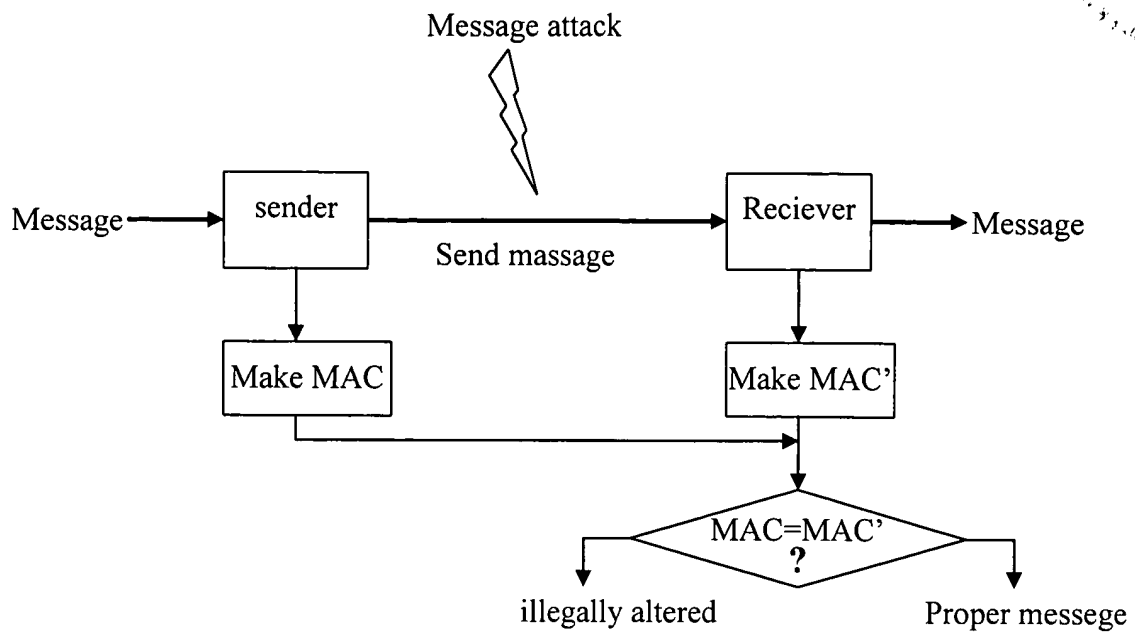 Message attack
Message
sender
Send massage
Reciever
Message
Make MAC
Make MAC’
MAC=MAC’
?
illegally altered
Proper messege